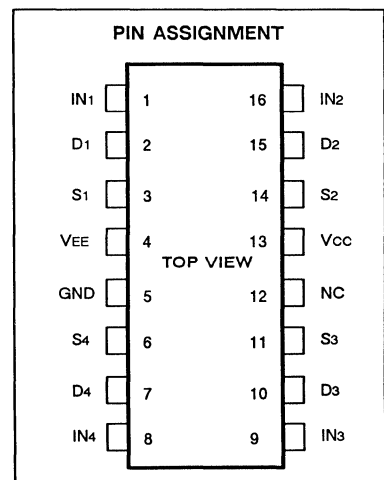 PIN ASSIGNMENT
IN1 1 16 IN2
D1 2 15 D2
S1 3 14 S2
VEE 4 13 VCC
TOP VIEW
GND 5 12 NC
S4 6 11 S3
D4 7 10 D3
IN4 8 9 IN3